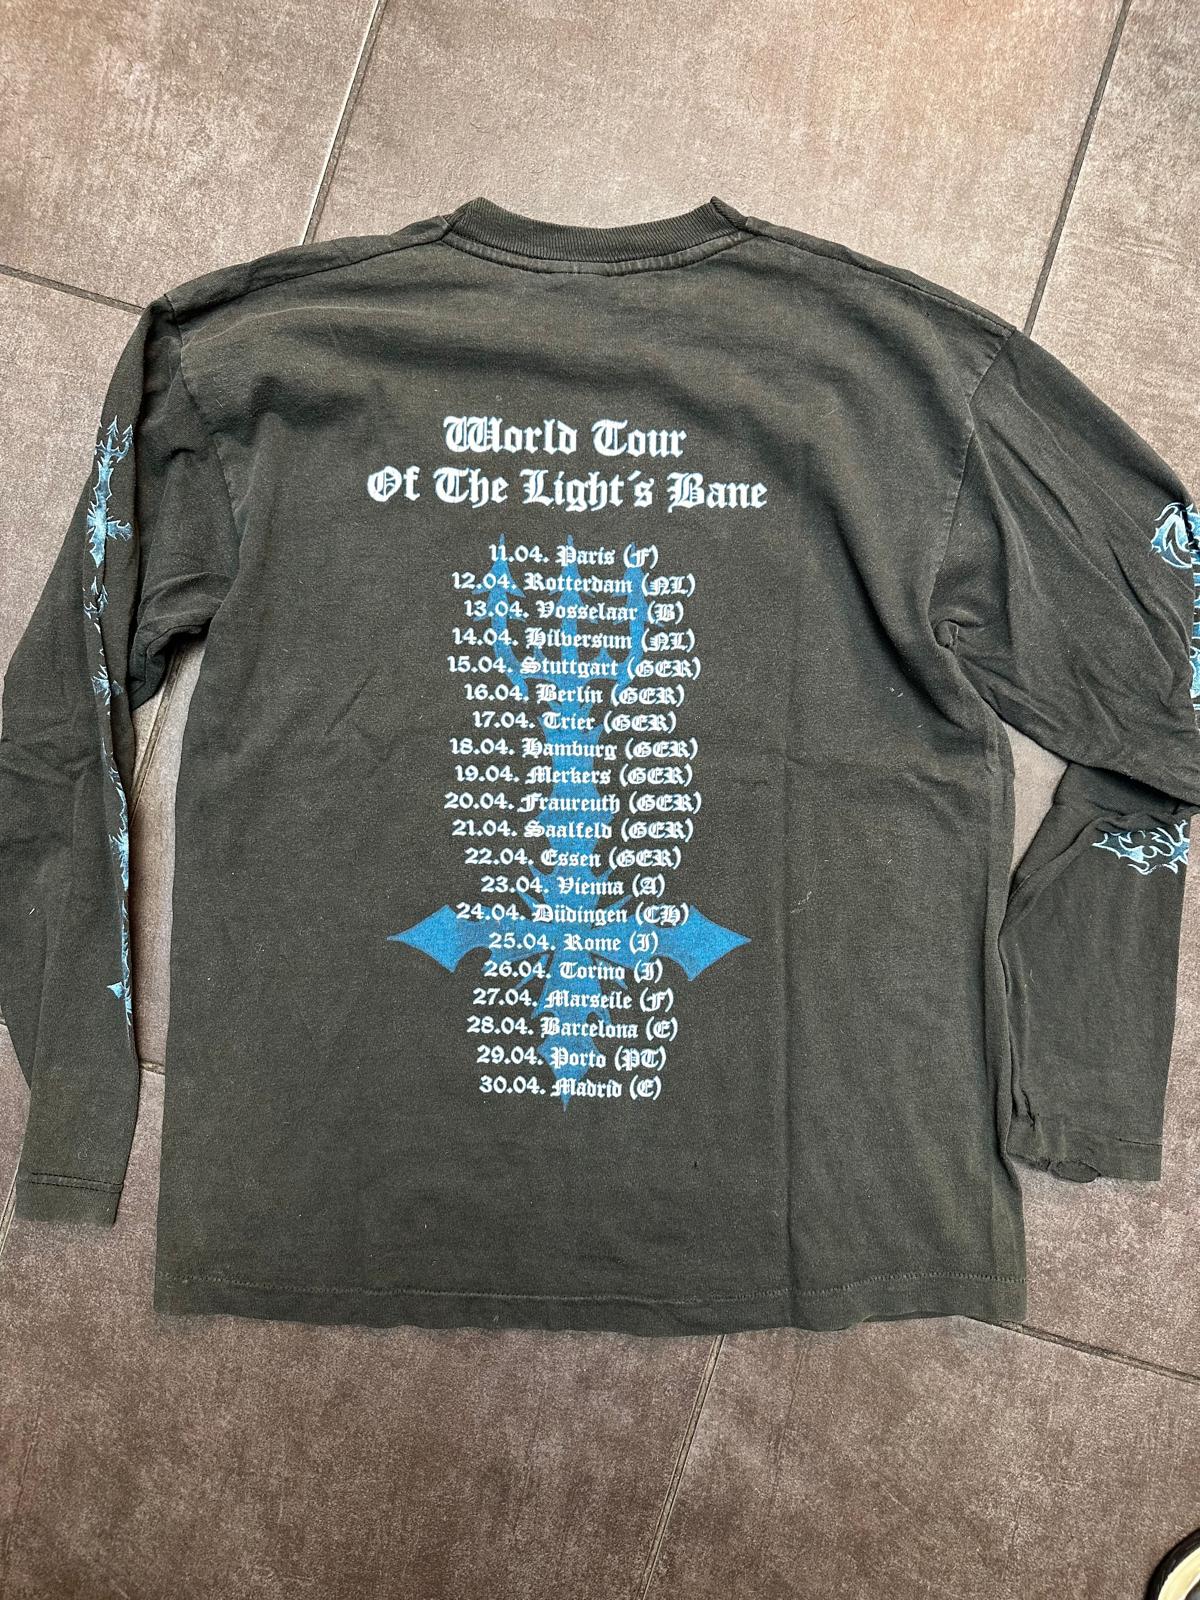 World Tour
Of The Light´s Bane
11.04. Paris (F)
12.04. Rotterdam (NL)
13.04. Vosselaar (B)
14.04. Hilversum (NL)
15.04. Stuttgart (GER)
16.04. Berlin (GER)
17.04. Trier (GER)
18.04. Hamburg (GER)
19.04. Merkers (GER)
20.04. Fraureuth (GER)
21.04. Saalfeld (GER)
22.04. Essen (GER)
23.04. Vienna (A)
24.04. Düdingen (CH)
25.04. Rome (I)
26.04. Torino (I)
27.04. Marseile (F)
28.04. Barcelona (E)
29.04. Porto (PT)
30.04. Madrid (E)